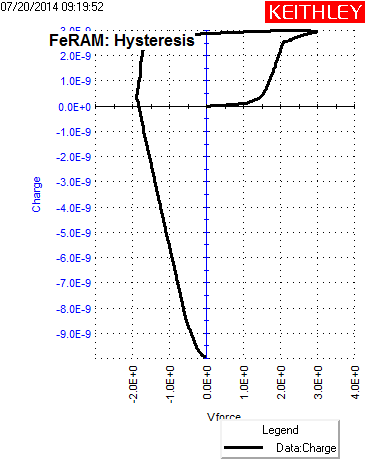 07/20/2014 09:19:52
KEITHLEY
3.0E-9
FeRAM: Hysteresis
2.0E-9
1.0E-9
0.0E+0
-1.0E-9
-2.0E-9
-3.0E-9
-4.0E-9
-5.0E-9
-6.0E-9
-7.0E-9
-8.0E-9
-9.0E-9
Charge
-2.0E+0
-1.0E+0
0.0E+0
1.0E+0
2.0E+0
3.0E+0
4.0E+0
Vforce
Legend
Data:Charge